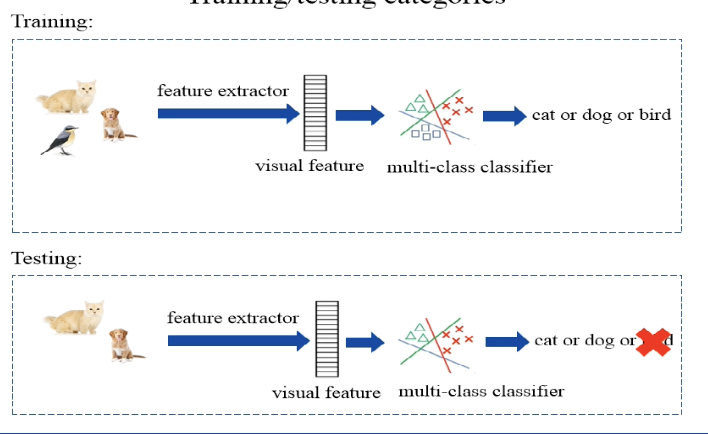 Training/testing categories
Training:
feature extractor
cat or dog or bird
visual feature
multi-class classifier
Testing:
feature extractor
cat or dog or
visual feature
multi-class classifier